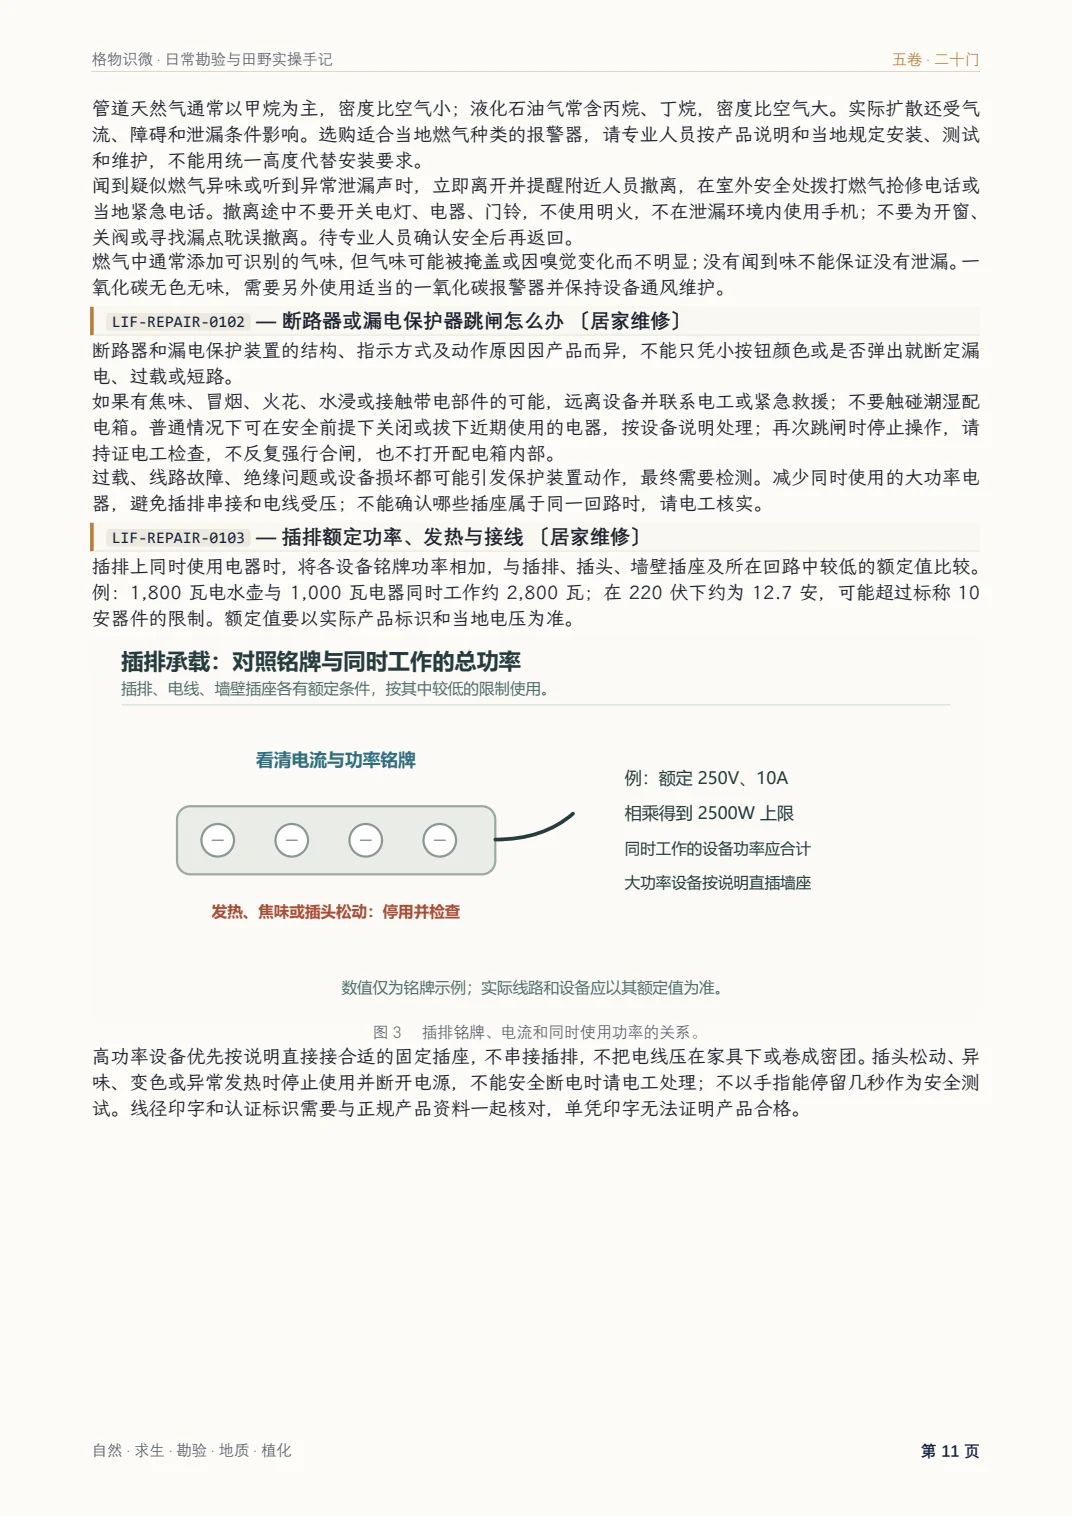 格物识微 · 日常勘验与田野实操手记
五卷 · 二十门
管道天然气通常以甲烷为主，密度比空气小；液化石油气常含丙烷、丁烷，密度比空气大。实际扩散还受气
流、障碍和泄漏条件影响。选购适合当地燃气种类的报警器，请专业人员按产品说明和当地规定安装、测试
和维护，不能用统一高度代替安装要求。
闻到疑似燃气异味或听到异常泄漏声时，立即离开并提醒附近人员撤离，在室外安全处拨打燃气抢修电话或
当地紧急电话。撤离途中不要开关电灯、电器、门铃，不使用明火，不在泄漏环境内使用手机；不要为开窗、
关阀或寻找漏点耽误撤离。待专业人员确认安全后再返回。
燃气中通常添加可识别的气味，但气味可能被掩盖或因嗅觉变化而不明显；没有闻到味不能保证没有泄漏。一
氧化碳无色无味，需要另外使用适当的一氧化碳报警器并保持设备通风维护。
LIF-REPAIR-0102 — 断路器或漏电保护器跳闸怎么办 〔居家维修〕
断路器和漏电保护装置的结构、指示方式及动作原因因产品而异，不能只凭小按钮颜色或是否弹出就断定漏
电、过载或短路。
如果有焦味、冒烟、火花、水浸或接触带电部件的可能，远离设备并联系电工或紧急救援；不要触碰潮湿配
电箱。普通情况下可在安全前提下关闭或拔下近期使用的电器，按设备说明处理；再次跳闸时停止操作，请
持证电工检查，不反复强行合闸，也不打开配电箱内部。
过载、线路故障、绝缘问题或设备损坏都可能引发保护装置动作，最终需要检测。减少同时使用的大功率电
器，避免插排串接和电线受压；不能确认哪些插座属于同一回路时，请电工核实。
LIF-REPAIR-0103 — 插排额定功率、发热与接线 〔居家维修〕
插排上同时使用电器时，将各设备铭牌功率相加，与插排、插头、墙壁插座及所在回路中较低的额定值比较。
例：1,800 瓦电水壶与 1,000 瓦电器同时工作约 2,800 瓦；在 220 伏下约为 12.7 安，可能超过标称 10
安器件的限制。额定值要以实际产品标识和当地电压为准。
插排承载：对照铭牌与同时工作的总功率
插排、电线、墙壁插座各有额定条件，按其中较低的限制使用。
看清电流与功率铭牌
发热、焦味或插头松动：停用并检查
例：额定 250V、10A
相乘得到 2500W 上限
同时工作的设备功率应合计
大功率设备按说明直插墙座
数值仅为铭牌示例；实际线路和设备应以其额定值为准。
图 3 插排铭牌、电流和同时使用功率的关系。
高功率设备优先按说明直接接合适的固定插座，不串接插排，不把电线压在家具下或卷成密团。插头松动、异
味、变色或异常发热时停止使用并断开电源，不能安全断电时请电工处理；不以手指能停留几秒作为安全测
试。线径印字和认证标识需要与正规产品资料一起核对，单凭印字无法证明产品合格。
自然 · 求生 · 勘验 · 地质 · 植化
第 11 页